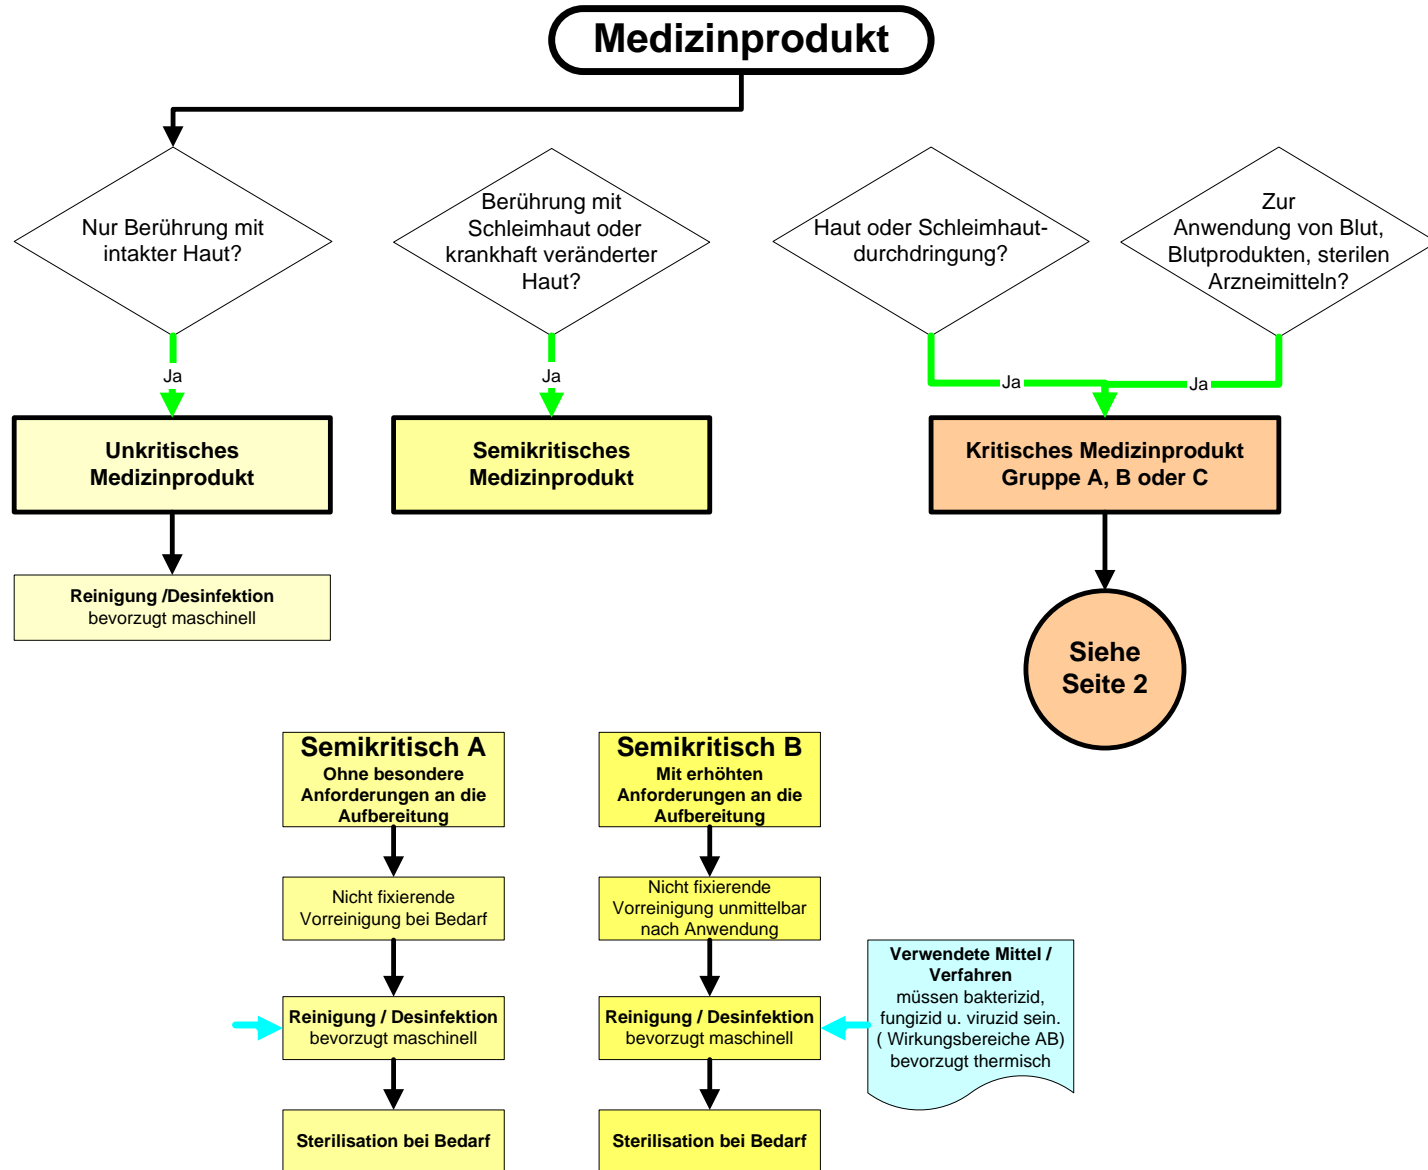 Medizinprodukt
Nur Berührung mit
intakter Haut?
Berührung mit
Schleimhaut oder
krankhaft veränderter
Haut?
Haut oder Schleimhaut-
durchdringung?
Zur
Anwendung von Blut,
Blutprodukten, sterilen
Arzneimitteln?
Ja
Ja
Ja
Ja
Unkritisches
Medizinprodukt
Semikritisches
Medizinprodukt
Kritisches Medizinprodukt
Gruppe A, B oder C
Reinigung /Desinfektion
bevorzugt maschinell
Siehe
Seite 2
Semikritisch A
Ohne besondere
Anforderungen an die
Aufbereitung
Semikritisch B
Mit erhöhten
Anforderungen an die
Aufbereitung
Nicht fixierende
Vorreinigung bei Bedarf
Nicht fixierende
Vorreinigung unmittelbar
nach Anwendung
Verwendete Mittel /
Verfahren
müssen bakterizid,
fungizid u. viruzid sein.
( Wirkungsbereiche AB)
bevorzugt thermisch
Reinigung / Desinfektion
bevorzugt maschinell
Reinigung / Desinfektion
bevorzugt maschinell
Sterilisation bei Bedarf
Sterilisation bei Bedarf